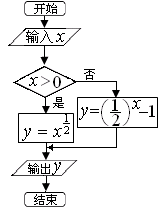 开始
输入x
x>0
否
是
y=x^{1/2}
y=(1/2)^x-1
输出y
结束